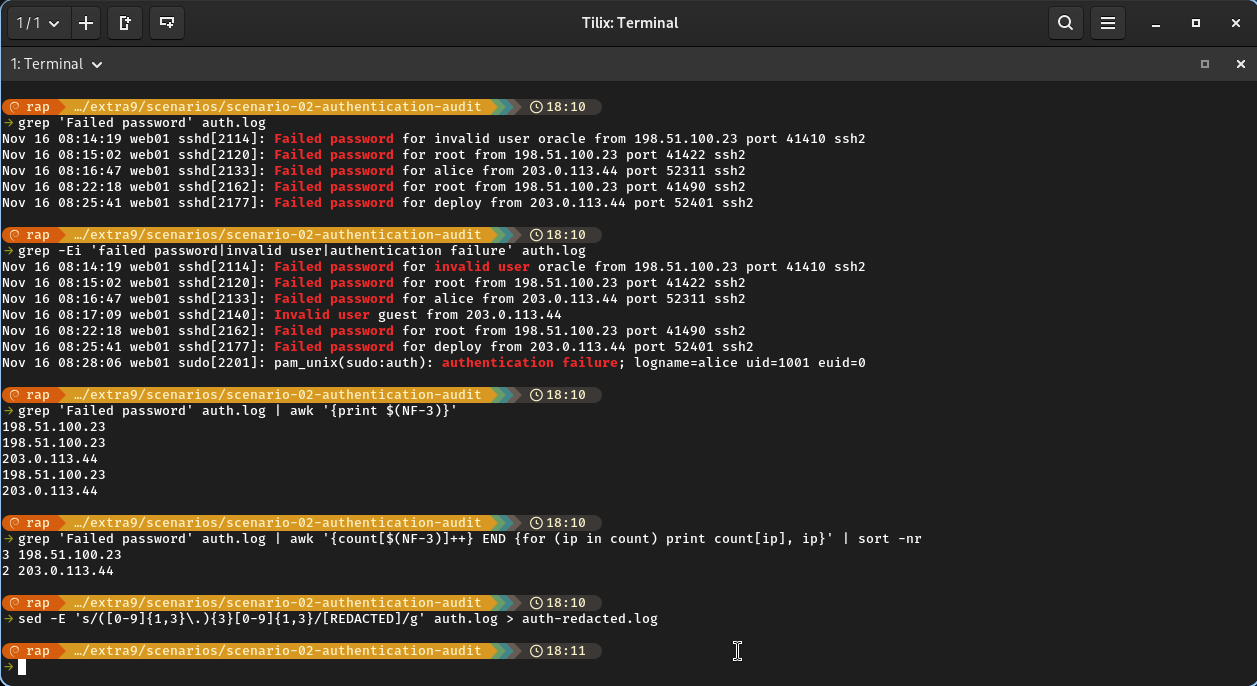 1 / 1
Tilix: Terminal
1: Terminal
rap …/extra9/scenarios/scenario-02-authentication-audit 18:10
→ grep 'Failed password' auth.log
Nov 16 08:14:19 web01 sshd[2114]: Failed password for invalid user oracle from 198.51.100.23 port 41410 ssh2
Nov 16 08:15:02 web01 sshd[2120]: Failed password for root from 198.51.100.23 port 41422 ssh2
Nov 16 08:16:47 web01 sshd[2133]: Failed password for alice from 203.0.113.44 port 52311 ssh2
Nov 16 08:22:18 web01 sshd[2162]: Failed password for root from 198.51.100.23 port 41490 ssh2
Nov 16 08:25:41 web01 sshd[2177]: Failed password for deploy from 203.0.113.44 port 52401 ssh2
rap …/extra9/scenarios/scenario-02-authentication-audit 18:10
→ grep -Ei 'failed password|invalid user|authentication failure' auth.log
Nov 16 08:14:19 web01 sshd[2114]: Failed password for invalid user oracle from 198.51.100.23 port 41410 ssh2
Nov 16 08:15:02 web01 sshd[2120]: Failed password for root from 198.51.100.23 port 41422 ssh2
Nov 16 08:16:47 web01 sshd[2133]: Failed password for alice from 203.0.113.44 port 52311 ssh2
Nov 16 08:17:09 web01 sshd[2140]: Invalid user guest from 203.0.113.44
Nov 16 08:22:18 web01 sshd[2162]: Failed password for root from 198.51.100.23 port 41490 ssh2
Nov 16 08:25:41 web01 sshd[2177]: Failed password for deploy from 203.0.113.44 port 52401 ssh2
Nov 16 08:28:06 web01 sudo[2201]: pam_unix(sudo:auth): authentication failure; logname=alice uid=1001 euid=0
rap …/extra9/scenarios/scenario-02-authentication-audit 18:10
→ grep 'Failed password' auth.log | awk '{print $(NF-3)}'
198.51.100.23
198.51.100.23
203.0.113.44
198.51.100.23
203.0.113.44
rap …/extra9/scenarios/scenario-02-authentication-audit 18:10
→ grep 'Failed password' auth.log | awk '{count[$(NF-3)]++} END {for (ip in count) print count[ip], ip}' | sort -nr
3 198.51.100.23
2 203.0.113.44
rap …/extra9/scenarios/scenario-02-authentication-audit 18:10
→ sed -E 's/([0-9]{1,3}\.){3}[0-9]{1,3}/[REDACTED]/g' auth.log > auth-redacted.log
rap …/extra9/scenarios/scenario-02-authentication-audit 18:11
→